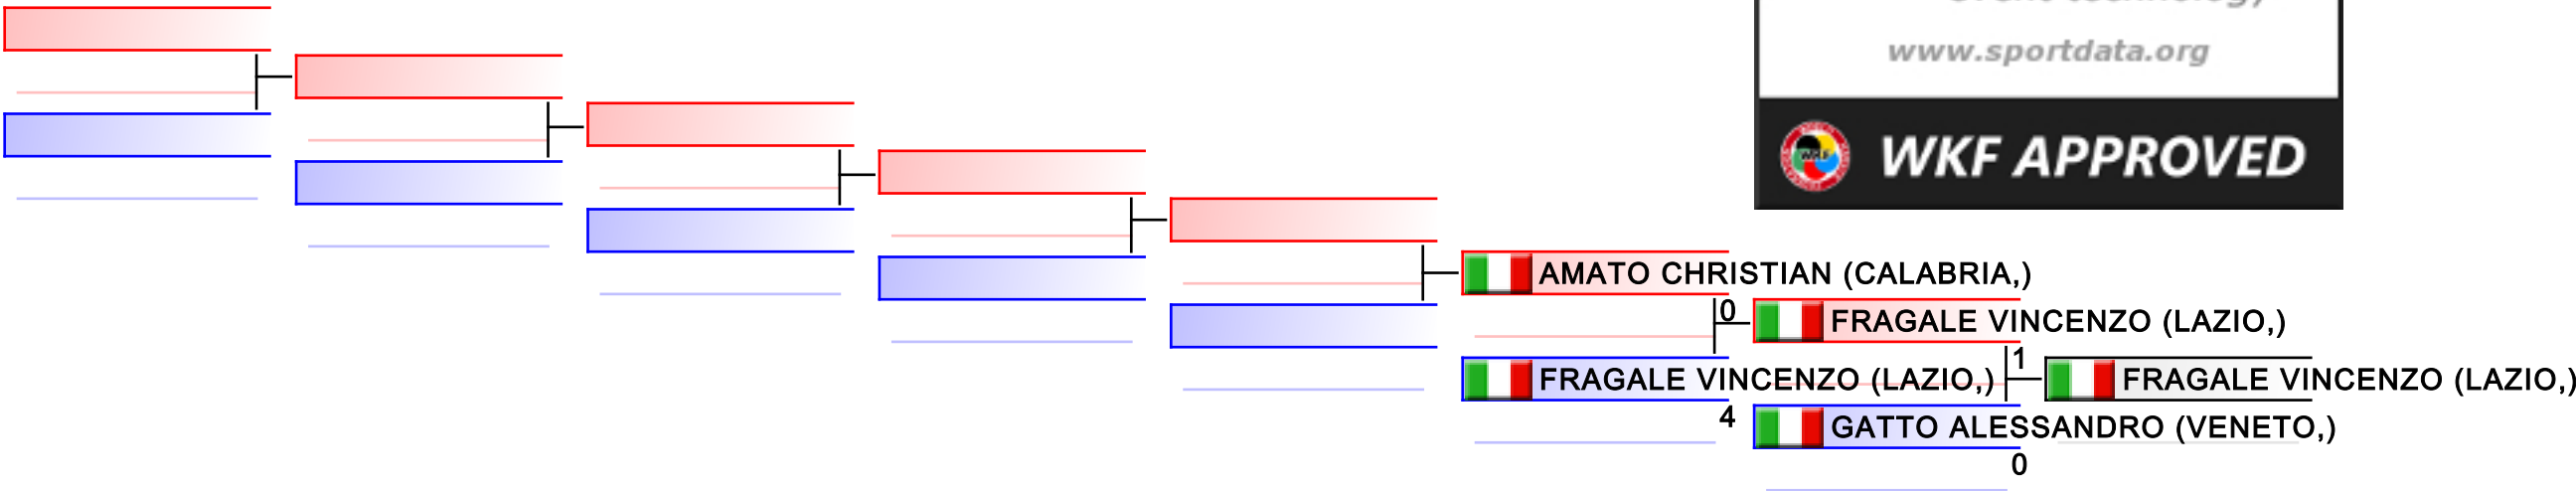 www.sportdata.org
WKF APPROVED
AMATO CHRISTIAN (CALABRIA,)
0
FRAGALE VINCENZO (LAZIO,)
1
FRAGALE VINCENZO (LAZIO,)
FRAGALE VINCENZO (LAZIO,)
4
GATTO ALESSANDRO (VENETO,)
0